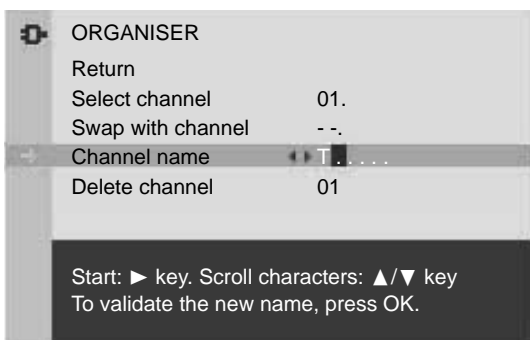 ORGANISER
Return
Select channel 01.
Swap with channel - -.
Channel name T . . . . .
Delete channel 01
Start: ► key. Scroll characters: ▲/▼ key
To validate the new name, press OK.